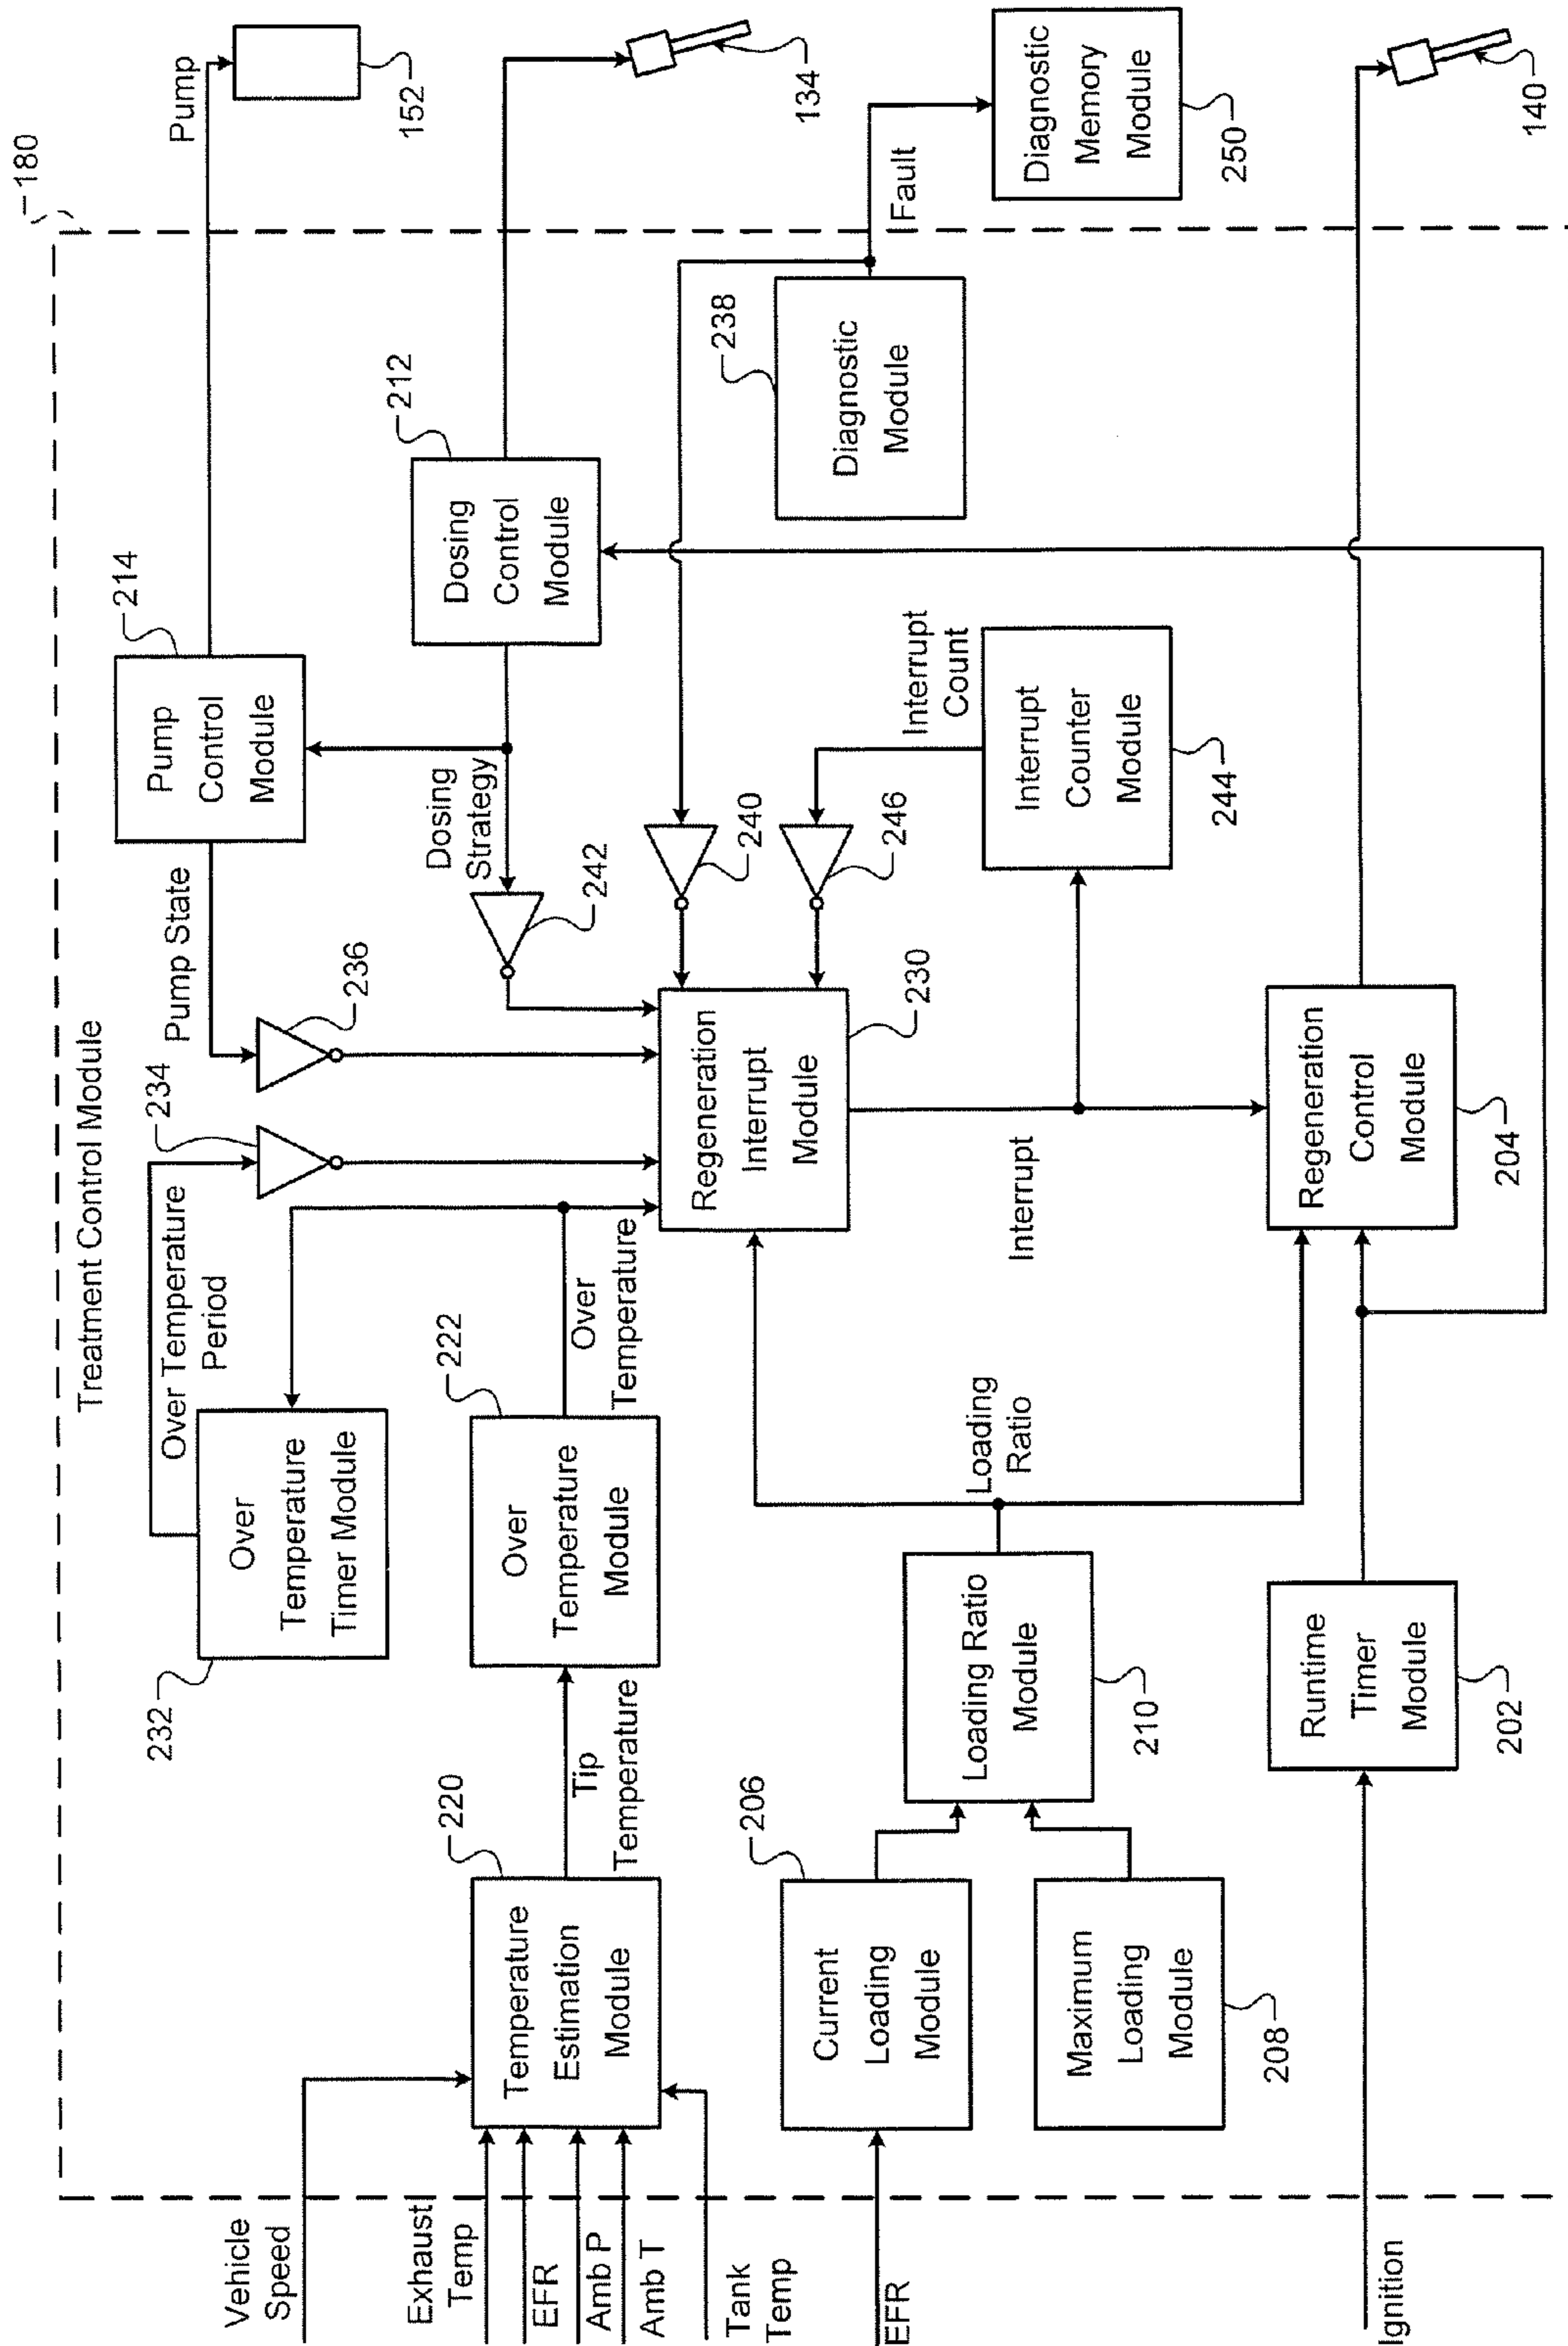 180
Treatment Control Module
Vehicle
Speed
Exhaust
Temp
EFR
Amb P
Amb T
Tank
Temp
EFR
Ignition
Over
Temperature
Timer Module
232
Over Temperature
Period
234
Pump State
236
Pump
Control
Module
214
Pump
152
Temperature
Estimation
Module
220
Tip
Temperature
Over
Temperature
Module
222
Over
Temperature
Dosing
Strategy
242
Dosing
Control
Module
212
134
Current
Loading
Module
206
Maximum
Loading
Module
208
Loading Ratio
Module
210
Loading
Ratio
Regeneration
Interrupt
Module
230
240
246
Interrupt
Count
Interrupt
Counter
Module
244
Diagnostic
Module
238
Fault
Diagnostic
Memory
Module
250
Runtime
Timer
Module
202
Interrupt
Regeneration
Control
Module
204
140